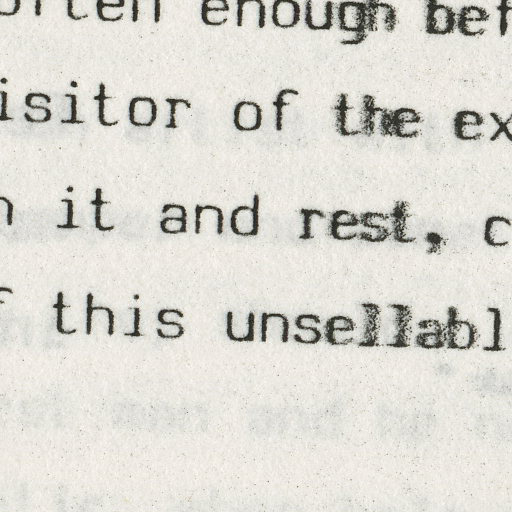 often enough bef
isitor of the ex
n it and rest, c
f this unsellabl